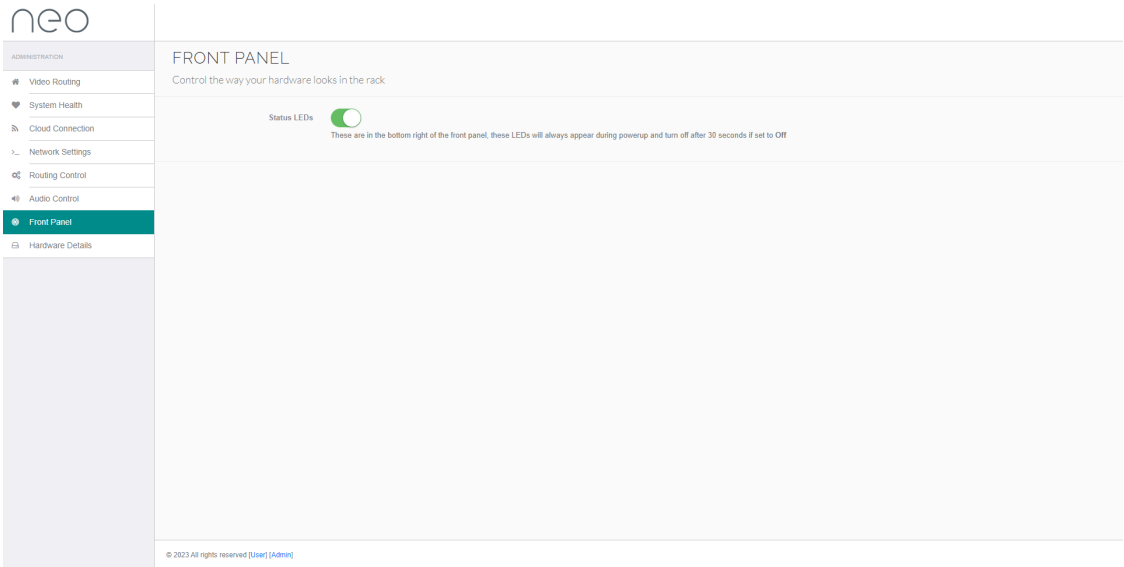 neo
ADMINISTRATION
Video Routing
System Health
Cloud Connection
Network Settings
Routing Control
Audio Control
Front Panel
Hardware Details
FRONT PANEL
Control the way your hardware looks in the rack
Status LEDs
These are in the bottom right of the front panel, these LEDs will always appear during powerup and turn off after 30 seconds if set to Off
© 2023 All rights reserved [User] [Admin]